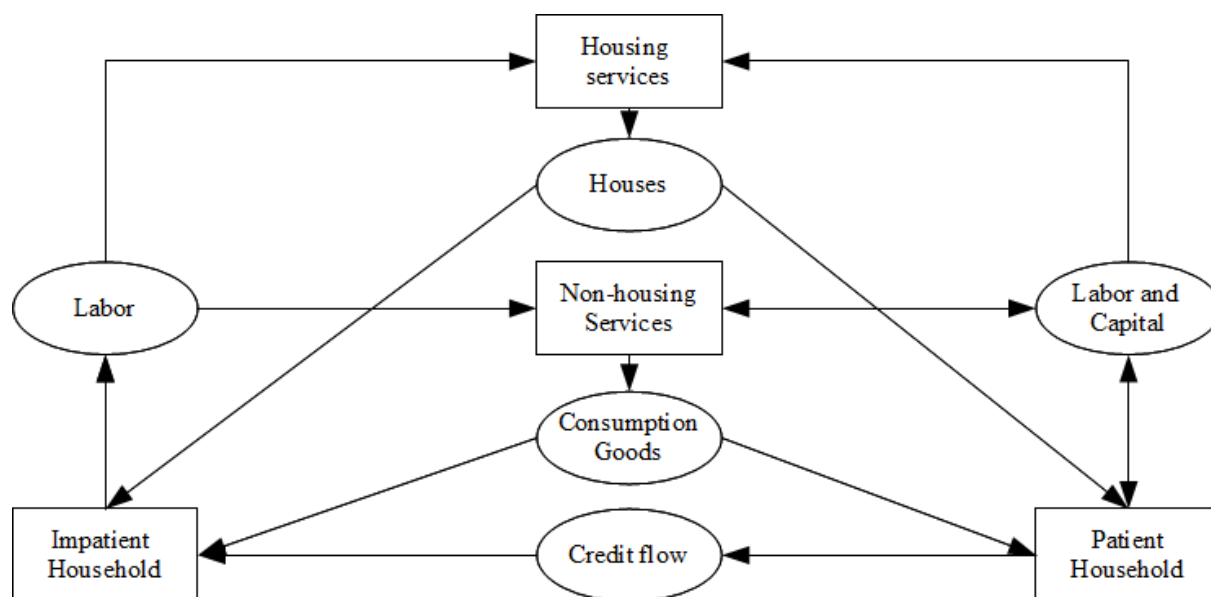 Housing
services
Houses
Labor
Non-housing
Services
Labor and
Capital
Consumption
Goods
Impatient
Household
Credit flow
Patient
Household